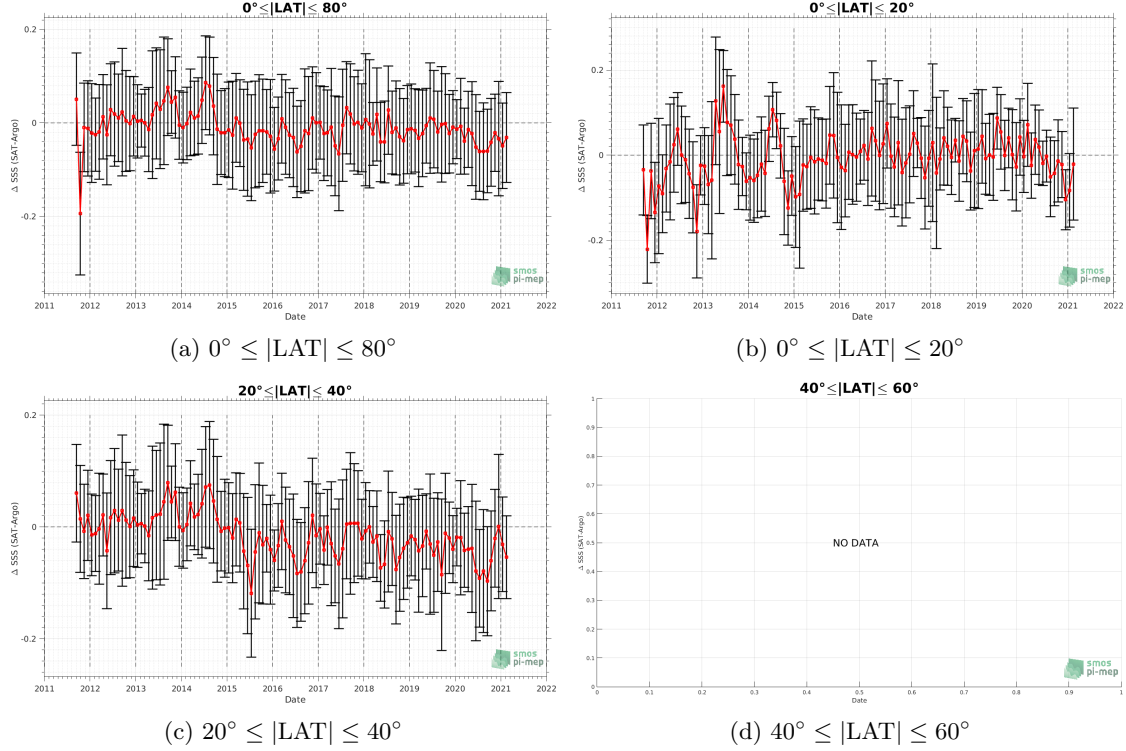 0°≤|LAT|≤ 80°
0.2
0
-0.2
Δ SSS (SAT-Argo)
2011 2012 2013 2014 2015 2016 2017 2018 2019 2020 2021 2022
Date
smos
pi-mep
(a) 0° ≤ |LAT| ≤ 80°
0°≤|LAT|≤ 20°
0.2
0
-0.2
Δ SSS (SAT-Argo)
2011 2012 2013 2014 2015 2016 2017 2018 2019 2020 2021 2022
Date
smos
pi-mep
(b) 0° ≤ |LAT| ≤ 20°
20°≤|LAT|≤ 40°
0.2
0
-0.2
Δ SSS (SAT-Argo)
2011 2012 2013 2014 2015 2016 2017 2018 2019 2020 2021 2022
Date
smos
pi-mep
(c) 20° ≤ |LAT| ≤ 40°
40°≤|LAT|≤ 60°
1
0.9
0.8
0.7
0.6
0.5
0.4
0.3
0.2
0.1
0
Δ SSS (SAT-Argo)
NO DATA
0 0.1 0.2 0.3 0.4 0.5 0.6 0.7 0.8 0.9 1
Date
smos
pi-mep
(d) 40° ≤ |LAT| ≤ 60°